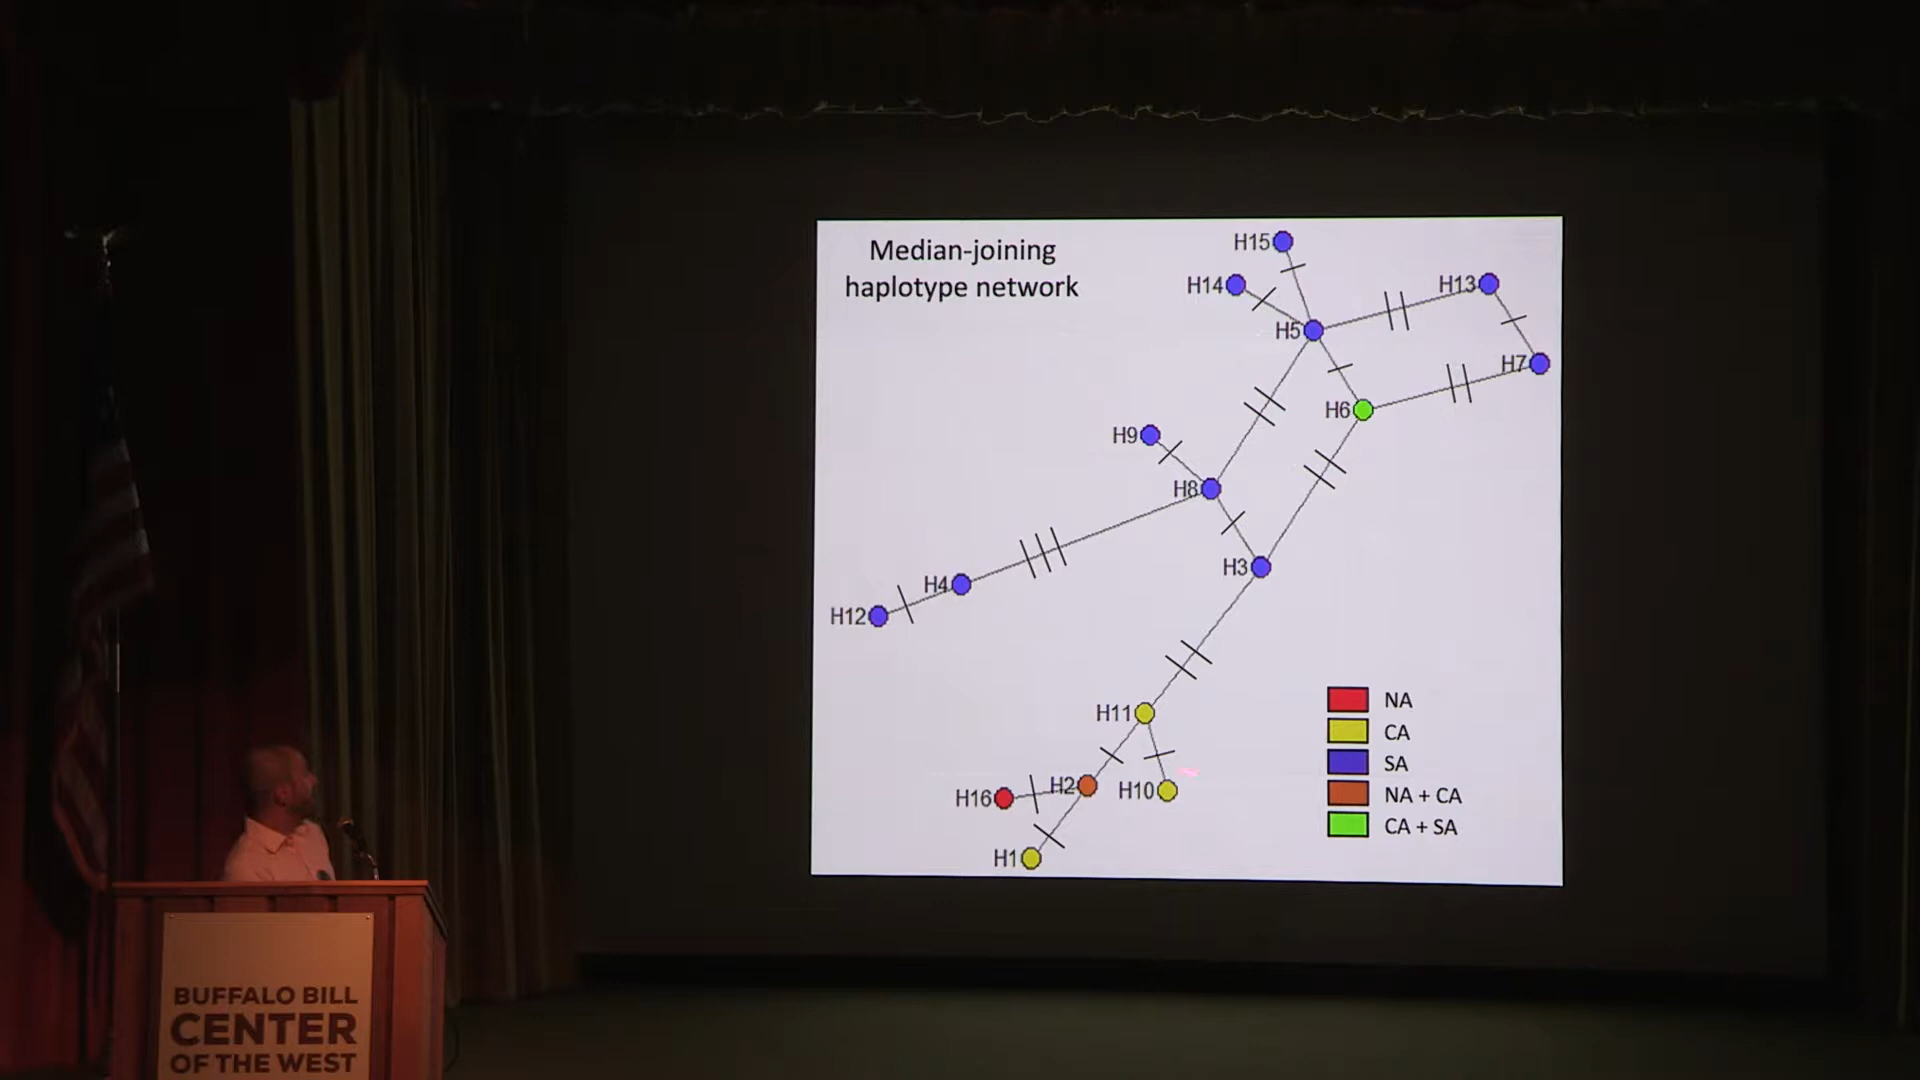 Median-joining
haplotype network
H15
H14
H13
H5
H7
H6
H9
H8
H3
H4
H12
H11
H2
H10
H16
H1
NA
CA
SA
NA + CA
CA + SA
BUFFALO BILL
CENTER
OF THE WEST